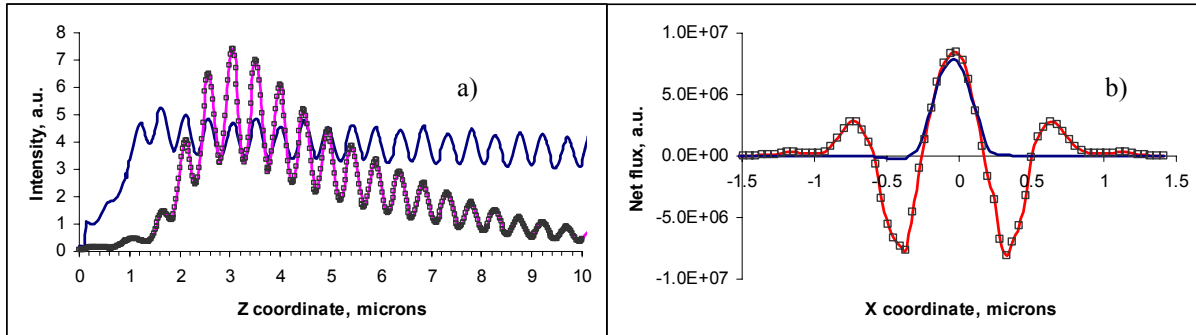 a)
Intensity, a.u.
8
7
6
5
4
3
2
1
0
0 1 2 3 4 5 6 7 8 9 10
Z coordinate, microns
b)
Net flux, a.u.
1.0E+07
5.0E+06
0.0E+00
-5.0E+06
-1.0E+07
-1.5 -1 -0.5 0 0.5 1 1.5
X coordinate, microns